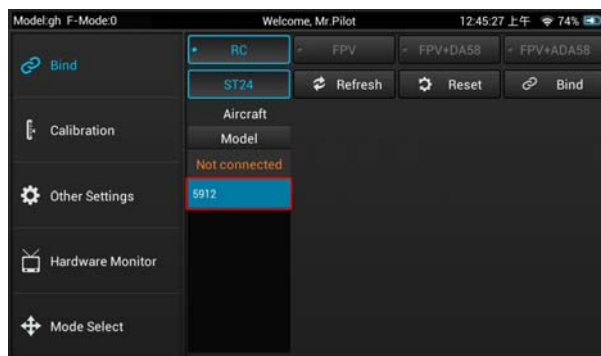 Model:gh F-Mode:0 Welcome, Mr.Pilot 12:45:27 上午 74%
Bind
RC FPV FPV+DA58 FPV+ADA58
ST24 Refresh Reset Bind
Aircraft
Calibration
Model
Not connected
5912
Other Settings
Hardware Monitor
Mode Select